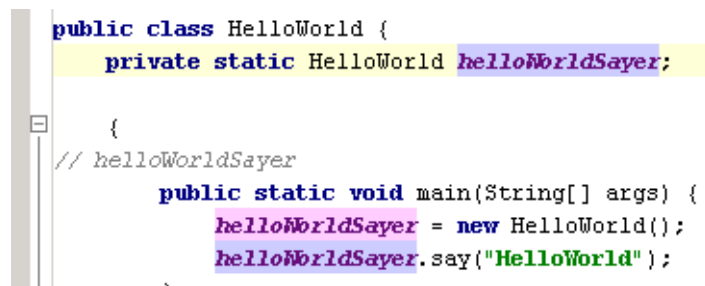 public class HelloWorld {
private static HelloWorld helloWorldSayer;
{
// helloWorldSayer
public static void main(String[] args) {
helloWorldSayer = new HelloWorld();
helloWorldSayer.say("HelloWorld");